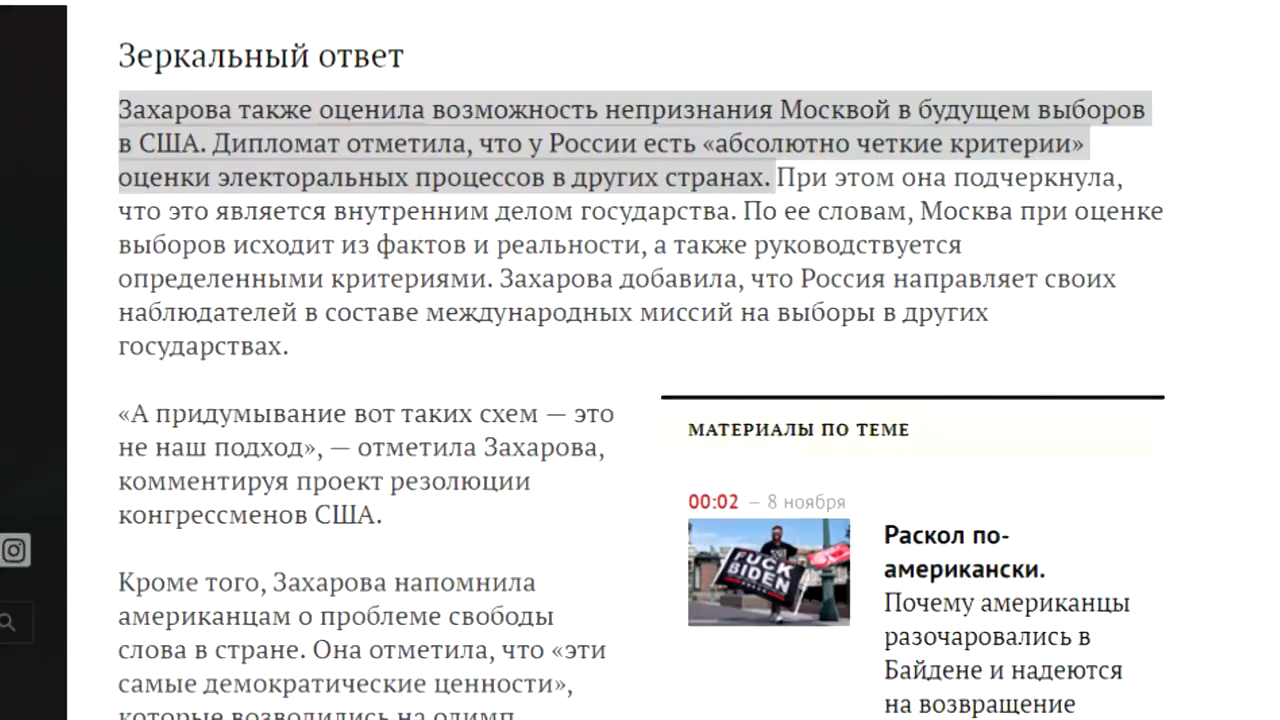 Зеркальный ответ
Захарова также оценила возможность непризнания Москвой в будущем выборов
в США. Дипломат отметила, что у России есть «абсолютно четкие критерии»
оценки электоральных процессов в других странах. При этом она подчеркнула,
что это является внутренним делом государства. По ее словам, Москва при оценке
выборов исходит из фактов и реальности, а также руководствуется
определенными критериями. Захарова добавила, что Россия направляет своих
наблюдателей в составе международных миссий на выборы в других
государствах.
«А придумывание вот таких схем — это
не наш подход», — отметила Захарова,
комментируя проект резолюции
конгрессменов США.
Кроме того, Захарова напомнила
американцам о проблеме свободы
слова в стране. Она отметила, что «эти
самые демократические ценности»,
которые возводились на олимп
МАТЕРИАЛЫ ПО ТЕМЕ
00:02 — 8 ноября
FUCK
BIDEN
Раскол по-
американски.
Почему американцы
разочаровались в
Байдене и надеются
на возвращение